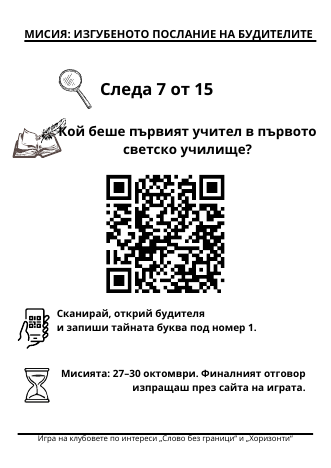 МИСИЯ: ИЗГУБЕНОТО ПОСЛАНИЕ НА БУДИТЕЛИТЕ
Следа 7 от 15
Кой беше първият учител в първото
светско училище?
Сканирай, открий будителя
и запиши тайната буква под номер 1.
Мисията: 27–30 октомври. Финалният отговор
изпращаш през сайта на играта.
Игра на клубовете по интереси „Слово без граници“ и „Хоризонти“